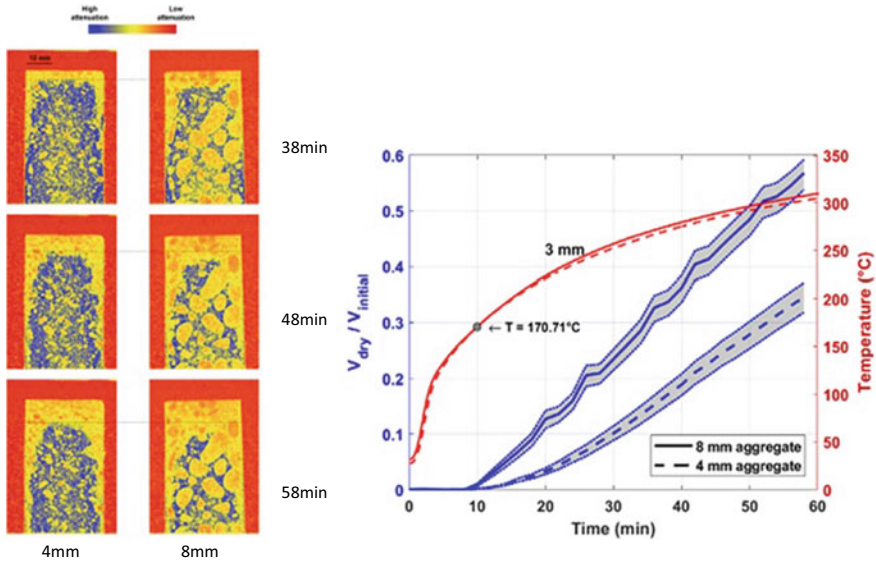 High
attenuation
Low
attenuation
10 mm
38min
48min
58min
4mm
8mm
0.6
0.5
0.4
0.3
0.2
0.1
0
V_dry / V_initial
3 mm
← T = 170.71°C
8 mm aggregate
4 mm aggregate
0 10 20 30 40 50 60
Time (min)
350
300
250
200
150
100
50
0
Temperature (°C)